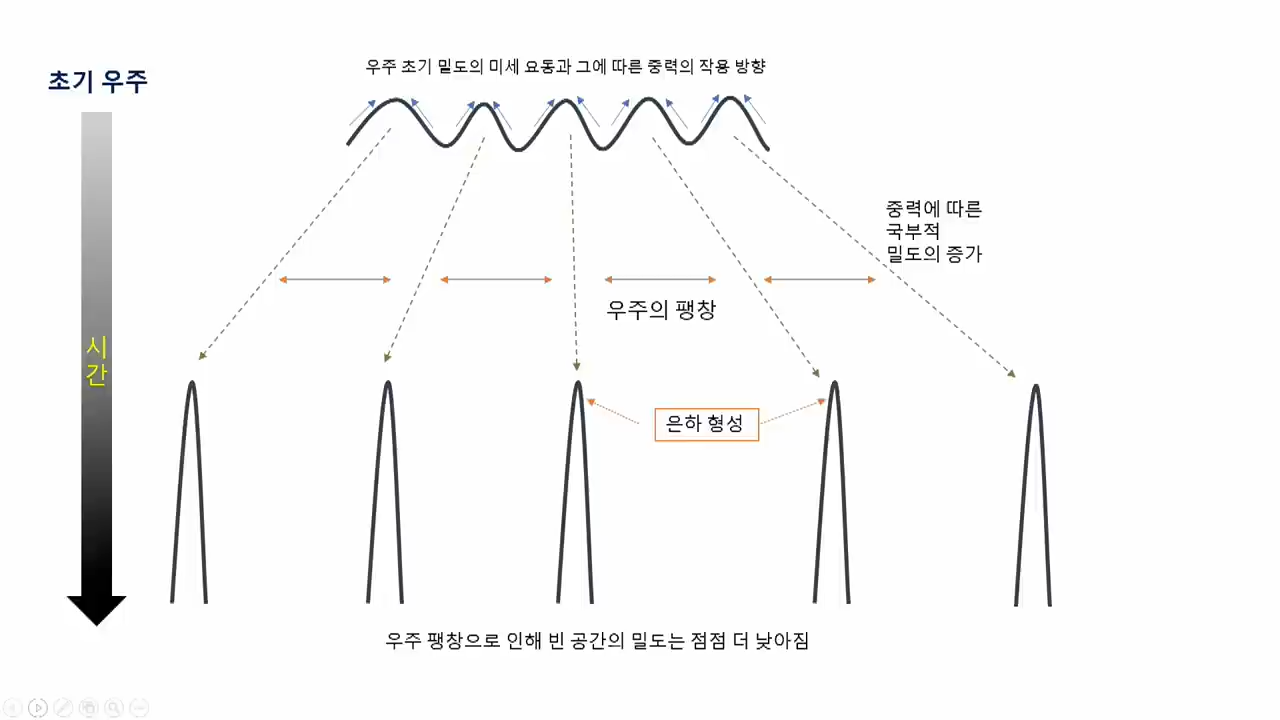 우주 초기 밀도의 미세 요동과 그에 따른 중력의 작용 방향
초기 우주
중력에 따른
국부적
밀도의 증가
우주의 팽창
시
간
은하 형성
우주 팽창으로 인해 빈 공간의 밀도는 점점 더 낮아짐